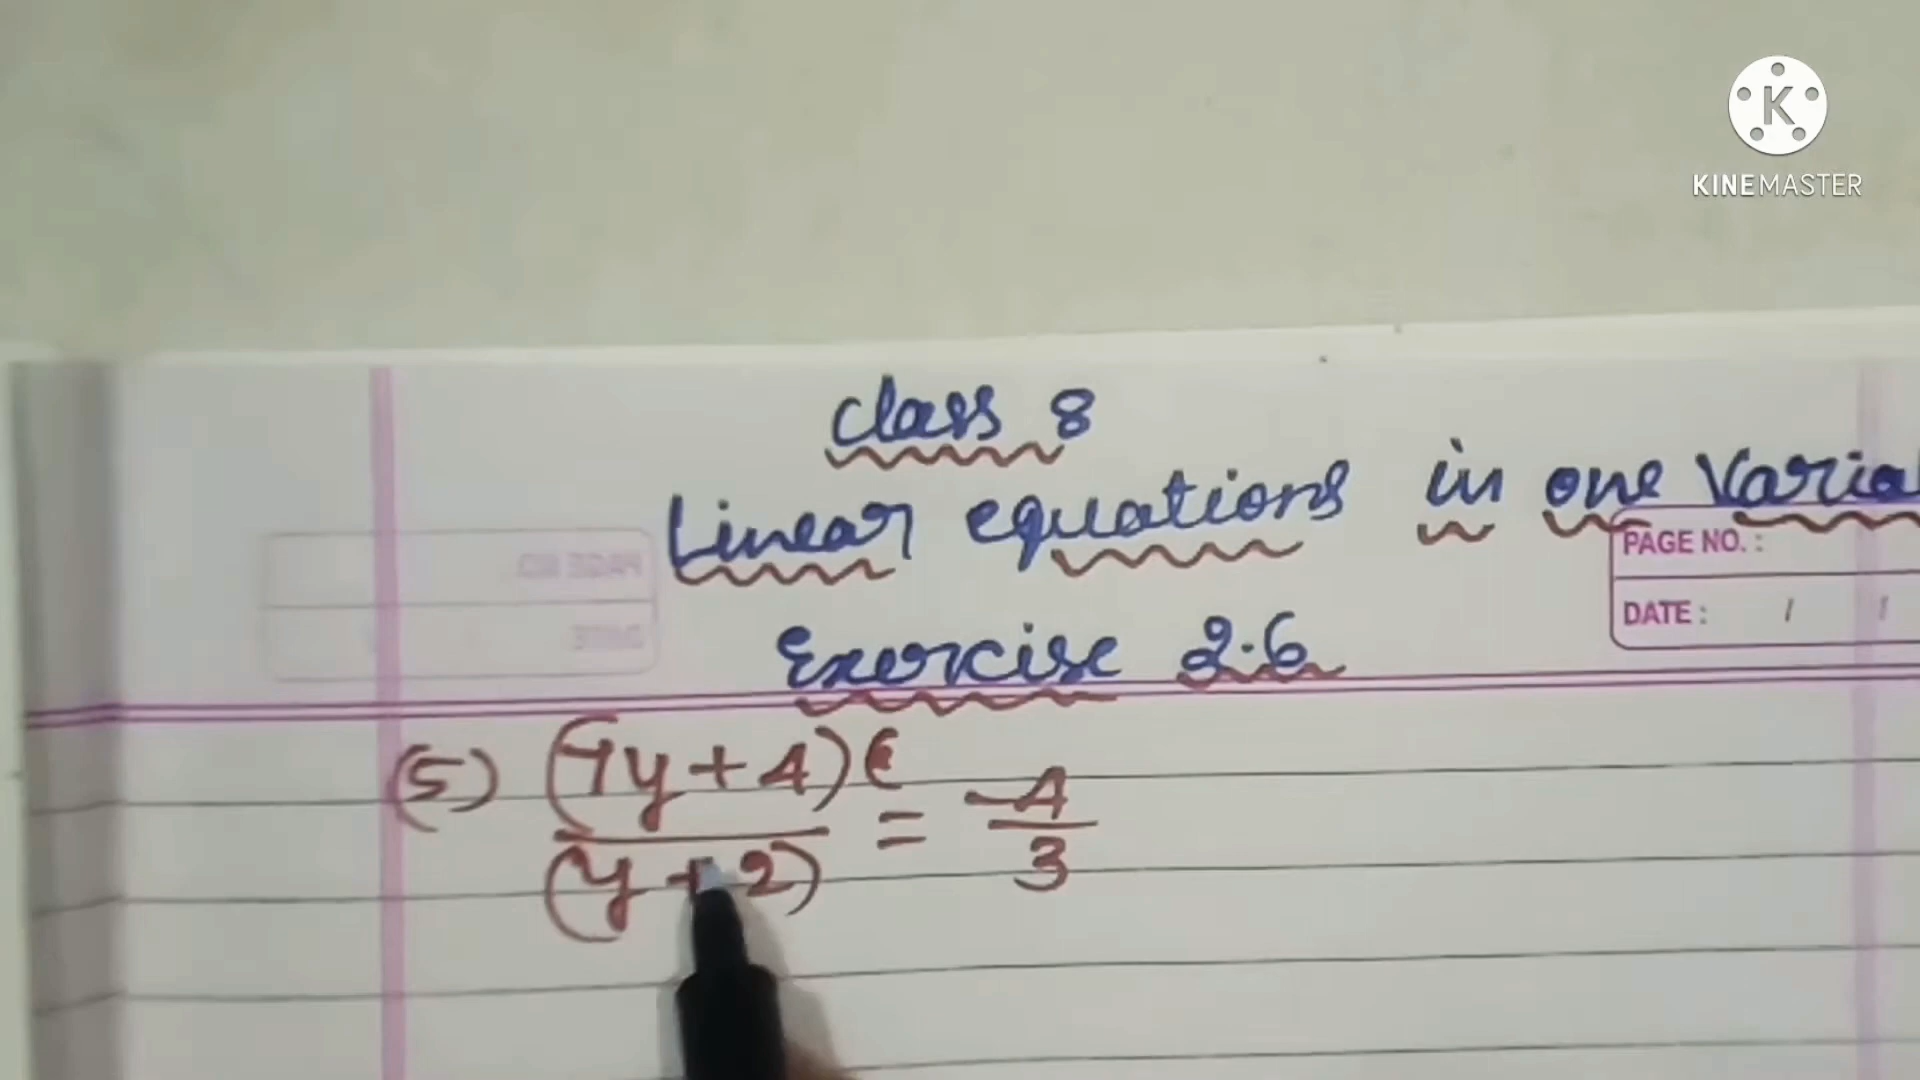 KINEMASTER
Class 8
Linear equations in one
PAGE NO. :
DATE : / /
Exercise 2.6
(5) (7y+4)( / (y+2) = -4/3